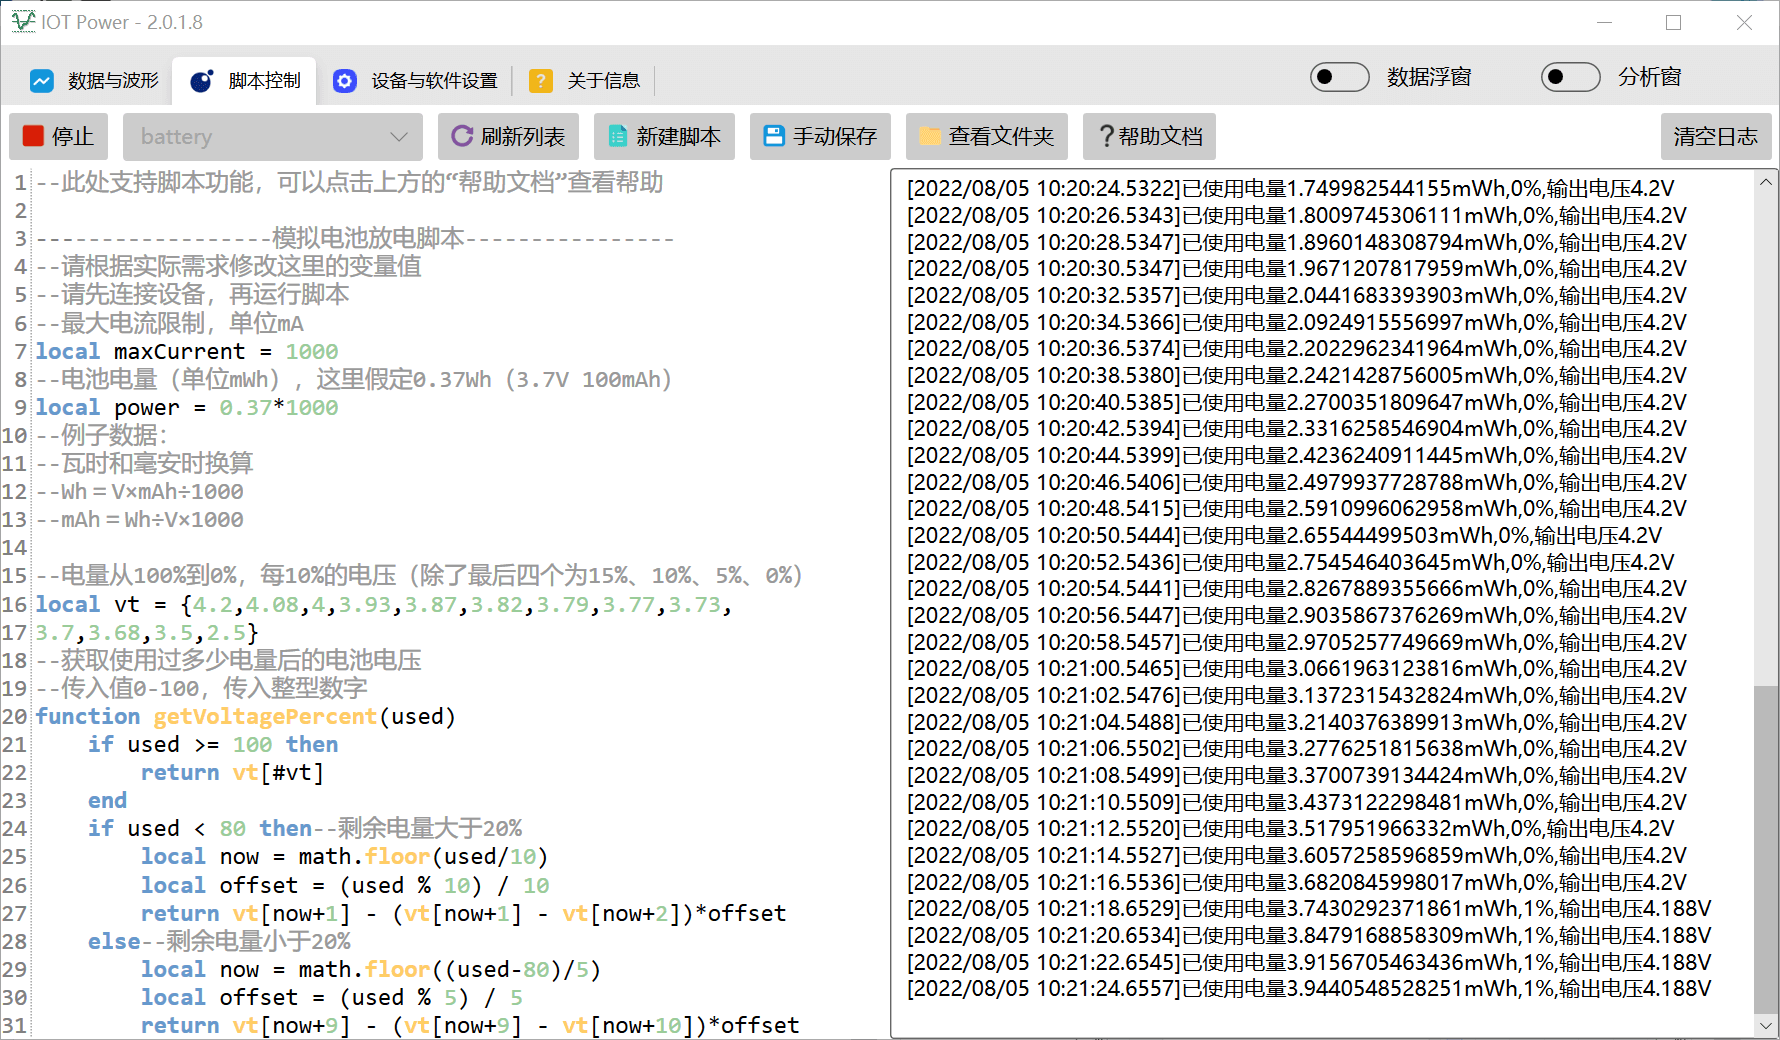 IOT Power - 2.0.1.8
数据与波形 脚本控制 设备与软件设置 ? 关于信息 数据浮窗 分析窗
停止 battery 刷新列表 新建脚本 手动保存 查看文件夹 ?帮助文档 清空日志
1 --此处支持脚本功能，可以点击上方的“帮助文档”查看帮助
2
3 ------------------模拟电池放电脚本----------------
4 --请根据实际需求修改这里的变量值
5 --请先连接设备，再运行脚本
6 --最大电流限制，单位mA
7 local maxCurrent = 1000
8 --电池电量（单位mWh），这里假定0.37Wh（3.7V 100mAh）
9 local power = 0.37*1000
10 --例子数据：
11 --瓦时和毫安时换算
12 --Wh＝V×mAh÷1000
13 --mAh＝Wh÷V×1000
14
15 --电量从100%到0%，每10%的电压（除了最后四个为15%、10%、5%、0%）
16 local vt = {4.2,4.08,4,3.93,3.87,3.82,3.79,3.77,3.73,
17 3.7,3.68,3.5,2.5}
18 --获取使用过多少电量后的电池电压
19 --传入值0-100，传入整型数字
20 function getVoltagePercent(used)
21     if used >= 100 then
22         return vt[#vt]
23     end
24     if used < 80 then--剩余电量大于20%
25         local now = math.floor(used/10)
26         local offset = (used % 10) / 10
27         return vt[now+1] - (vt[now+1] - vt[now+2])*offset
28     else--剩余电量小于20%
29         local now = math.floor((used-80)/5)
30         local offset = (used % 5) / 5
31         return vt[now+9] - (vt[now+9] - vt[now+10])*offset
[2022/08/05 10:20:24.5322]已使用电量1.749982544155mWh,0%,输出电压4.2V
[2022/08/05 10:20:26.5343]已使用电量1.8009745306111mWh,0%,输出电压4.2V
[2022/08/05 10:20:28.5347]已使用电量1.8960148308794mWh,0%,输出电压4.2V
[2022/08/05 10:20:30.5347]已使用电量1.9671207817959mWh,0%,输出电压4.2V
[2022/08/05 10:20:32.5357]已使用电量2.0441683393903mWh,0%,输出电压4.2V
[2022/08/05 10:20:34.5366]已使用电量2.0924915556997mWh,0%,输出电压4.2V
[2022/08/05 10:20:36.5374]已使用电量2.2022962341964mWh,0%,输出电压4.2V
[2022/08/05 10:20:38.5380]已使用电量2.2421428756005mWh,0%,输出电压4.2V
[2022/08/05 10:20:40.5385]已使用电量2.2700351809647mWh,0%,输出电压4.2V
[2022/08/05 10:20:42.5394]已使用电量2.3316258546904mWh,0%,输出电压4.2V
[2022/08/05 10:20:44.5399]已使用电量2.4236240911445mWh,0%,输出电压4.2V
[2022/08/05 10:20:46.5406]已使用电量2.4979937728788mWh,0%,输出电压4.2V
[2022/08/05 10:20:48.5415]已使用电量2.5910996062958mWh,0%,输出电压4.2V
[2022/08/05 10:20:50.5444]已使用电量2.65544499503mWh,0%,输出电压4.2V
[2022/08/05 10:20:52.5436]已使用电量2.754546403645mWh,0%,输出电压4.2V
[2022/08/05 10:20:54.5441]已使用电量2.8267889355666mWh,0%,输出电压4.2V
[2022/08/05 10:20:56.5447]已使用电量2.9035867376269mWh,0%,输出电压4.2V
[2022/08/05 10:20:58.5457]已使用电量2.9705257749669mWh,0%,输出电压4.2V
[2022/08/05 10:21:00.5465]已使用电量3.0661963123816mWh,0%,输出电压4.2V
[2022/08/05 10:21:02.5476]已使用电量3.1372315432824mWh,0%,输出电压4.2V
[2022/08/05 10:21:04.5488]已使用电量3.2140376389913mWh,0%,输出电压4.2V
[2022/08/05 10:21:06.5502]已使用电量3.2776251815638mWh,0%,输出电压4.2V
[2022/08/05 10:21:08.5499]已使用电量3.3700739134424mWh,0%,输出电压4.2V
[2022/08/05 10:21:10.5509]已使用电量3.4373122298481mWh,0%,输出电压4.2V
[2022/08/05 10:21:12.5520]已使用电量3.517951966332mWh,0%,输出电压4.2V
[2022/08/05 10:21:14.5527]已使用电量3.6057258596859mWh,0%,输出电压4.2V
[2022/08/05 10:21:16.5536]已使用电量3.6820845998017mWh,0%,输出电压4.2V
[2022/08/05 10:21:18.6529]已使用电量3.7430292371861mWh,1%,输出电压4.188V
[2022/08/05 10:21:20.6534]已使用电量3.8479168858309mWh,1%,输出电压4.188V
[2022/08/05 10:21:22.6545]已使用电量3.9156705463436mWh,1%,输出电压4.188V
[2022/08/05 10:21:24.6557]已使用电量3.9440548528251mWh,1%,输出电压4.188V